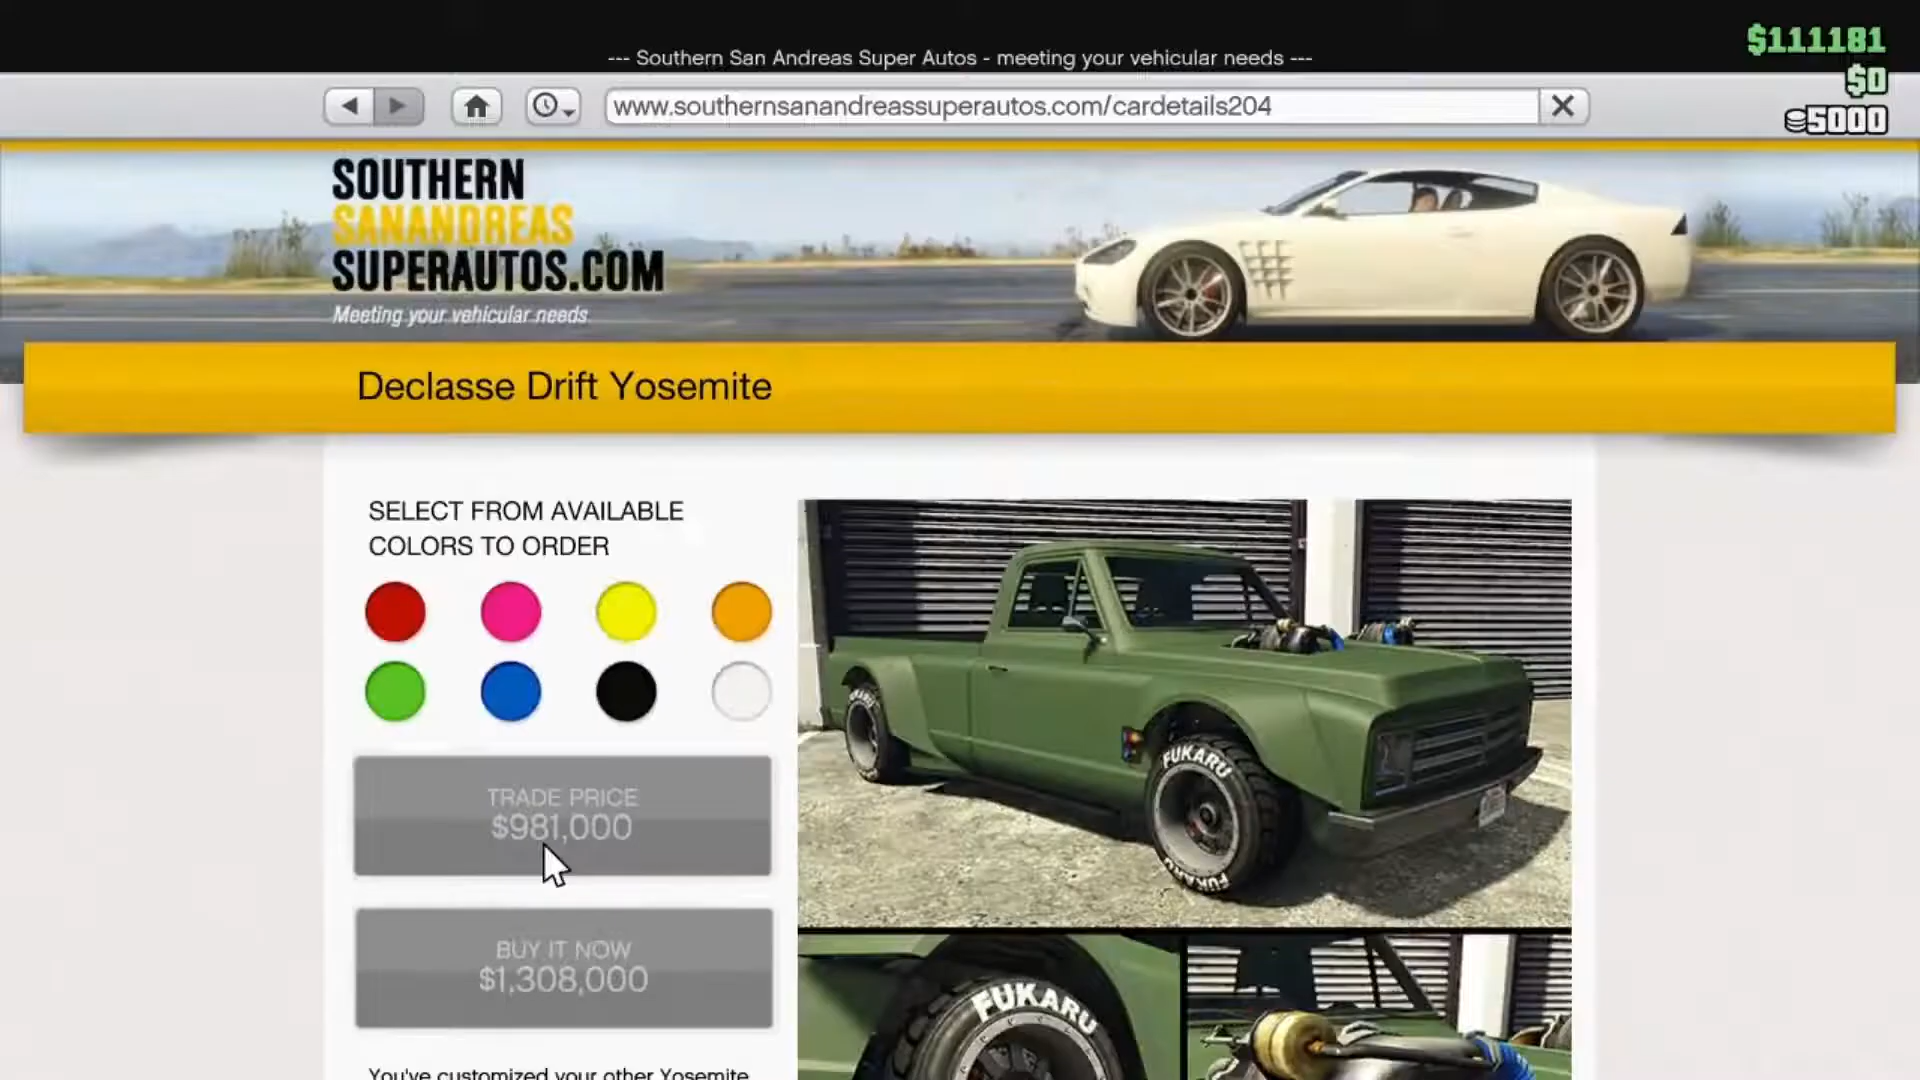 $111181
--- Southern San Andreas Super Autos - meeting your vehicular needs ---
$0
5000
www.southernsanandreassuperautos.com/cardetails204
SOUTHERN
SANANDREAS
SUPERAUTOS.COM
Meeting your vehicular needs
Declasse Drift Yosemite
SELECT FROM AVAILABLE
COLORS TO ORDER
TRADE PRICE
$981,000
BUY IT NOW
$1,308,000
You've customized your other Yosemite
FUKARU
FUKARU
FUKARU